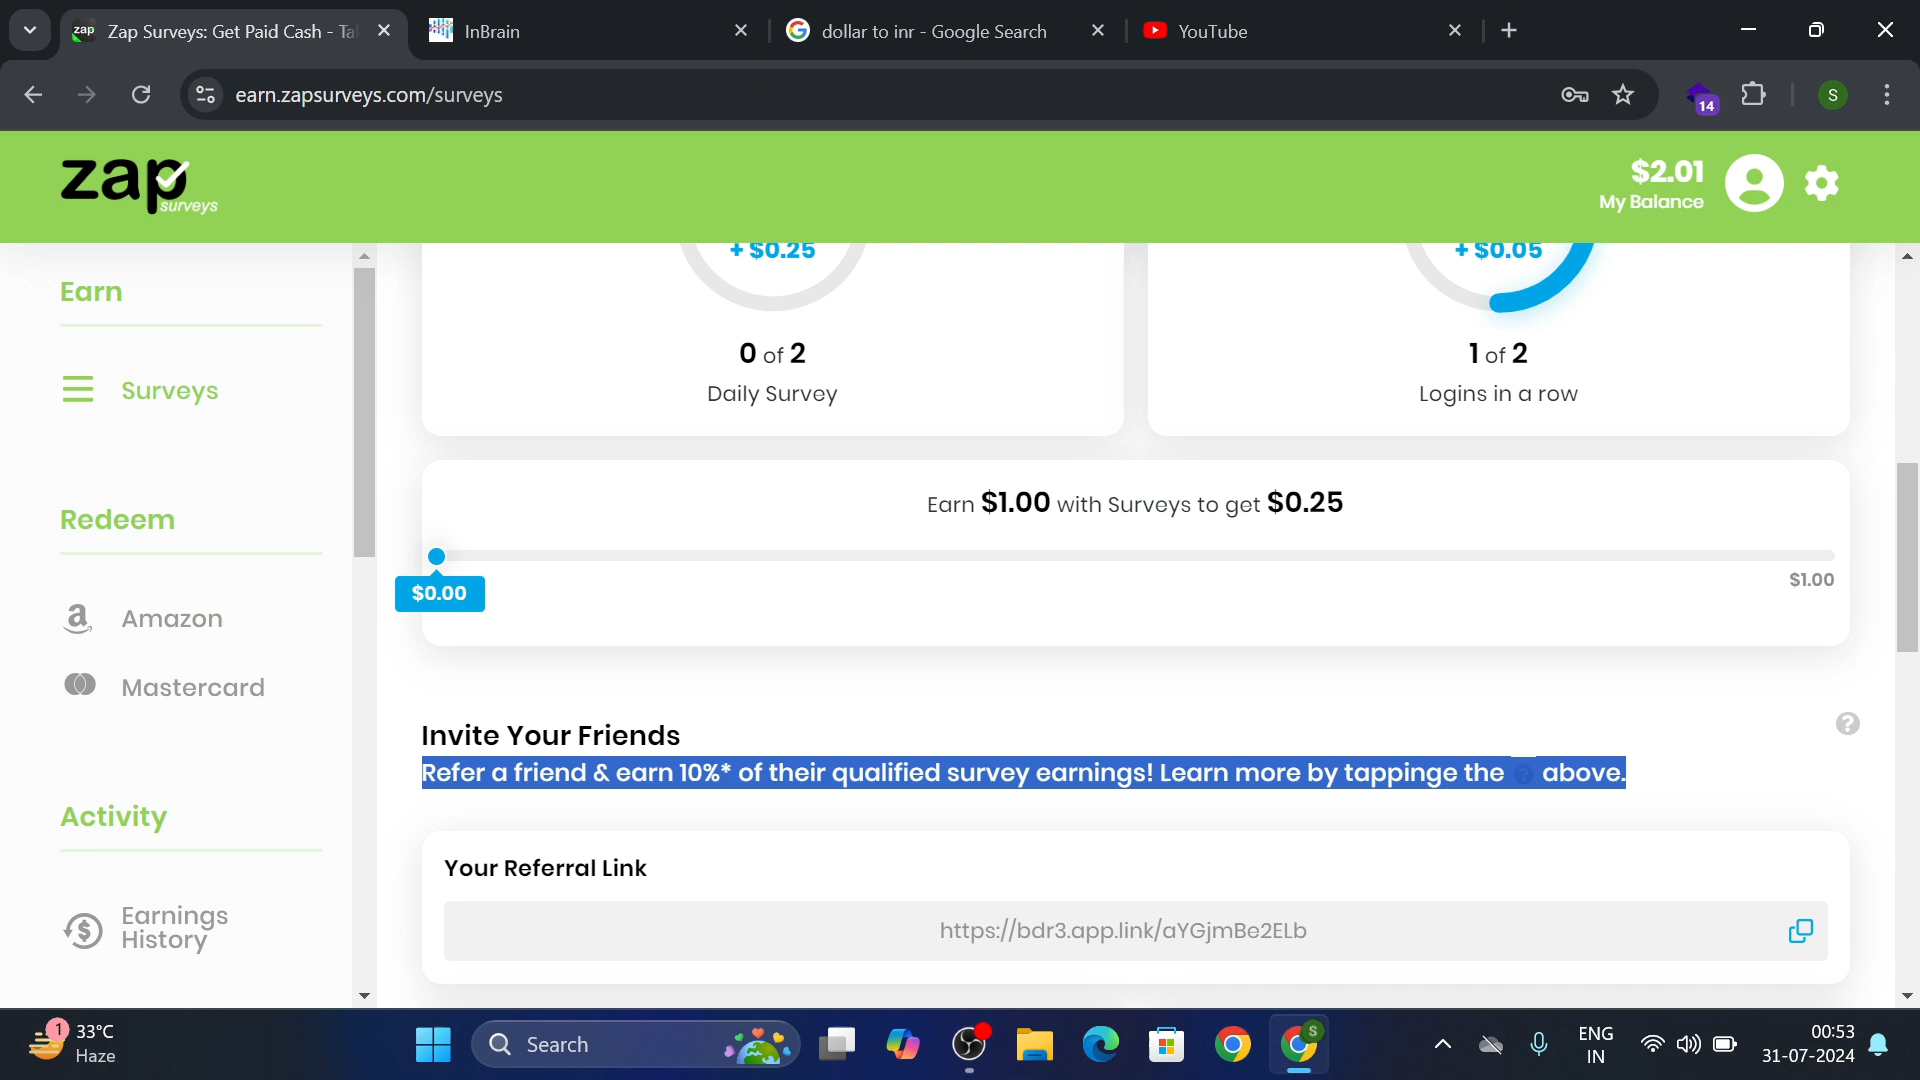 zap Zap Surveys: Get Paid Cash - Ta
InBrain
dollar to inr - Google Search
YouTube
earn.zapsurveys.com/surveys
14
S
zap surveys
$2.01
My Balance
Earn
Surveys
Redeem
Amazon
Mastercard
Activity
Earnings
History
+ $0.25
0 of 2
Daily Survey
+ $0.05
1 of 2
Logins in a row
Earn $1.00 with Surveys to get $0.25
$0.00
$1.00
Invite Your Friends
?
Refer a friend & earn 10%* of their qualified survey earnings! Learn more by tappinge the ? above.
Your Referral Link
https://bdr3.app.link/aYGjmBe2ELb
1
33°C
Haze
Search
S
ENG
IN
00:53
31-07-2024